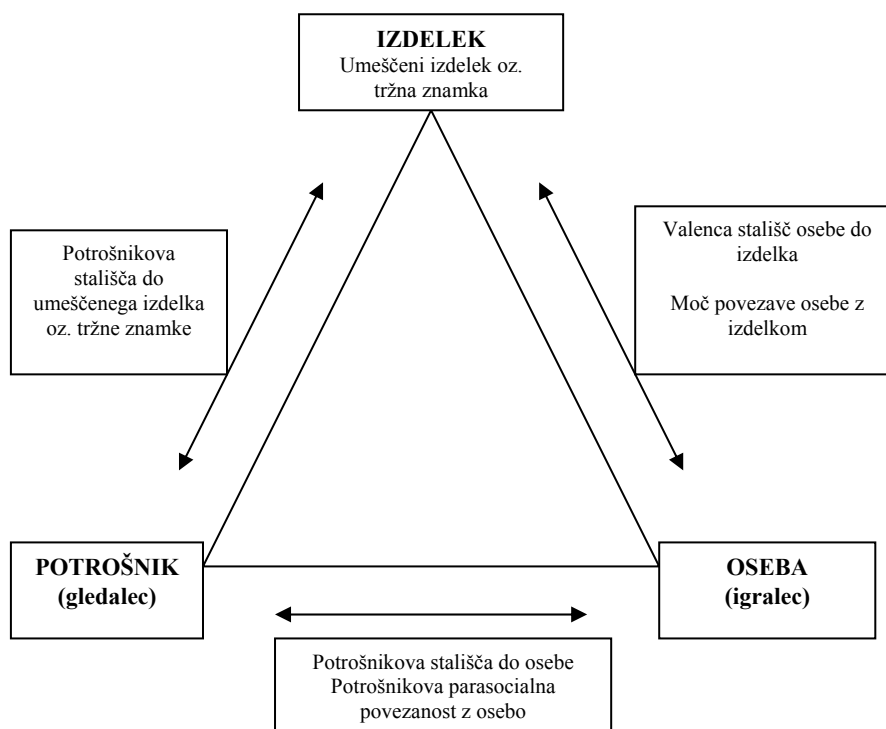 IZDELEK
Umeščeni izdelek oz.
tržna znamka
Potrošnikova
stališča do
umeščenega izdelka
oz. tržne znamke
Valenca stališč osebe do
izdelka
Moč povezave osebe z
izdelkom
POTROŠNIK
(gledalec)
OSEBA
(igralec)
Potrošnikova stališča do osebe
Potrošnikova parasocialna
povezanost z osebo